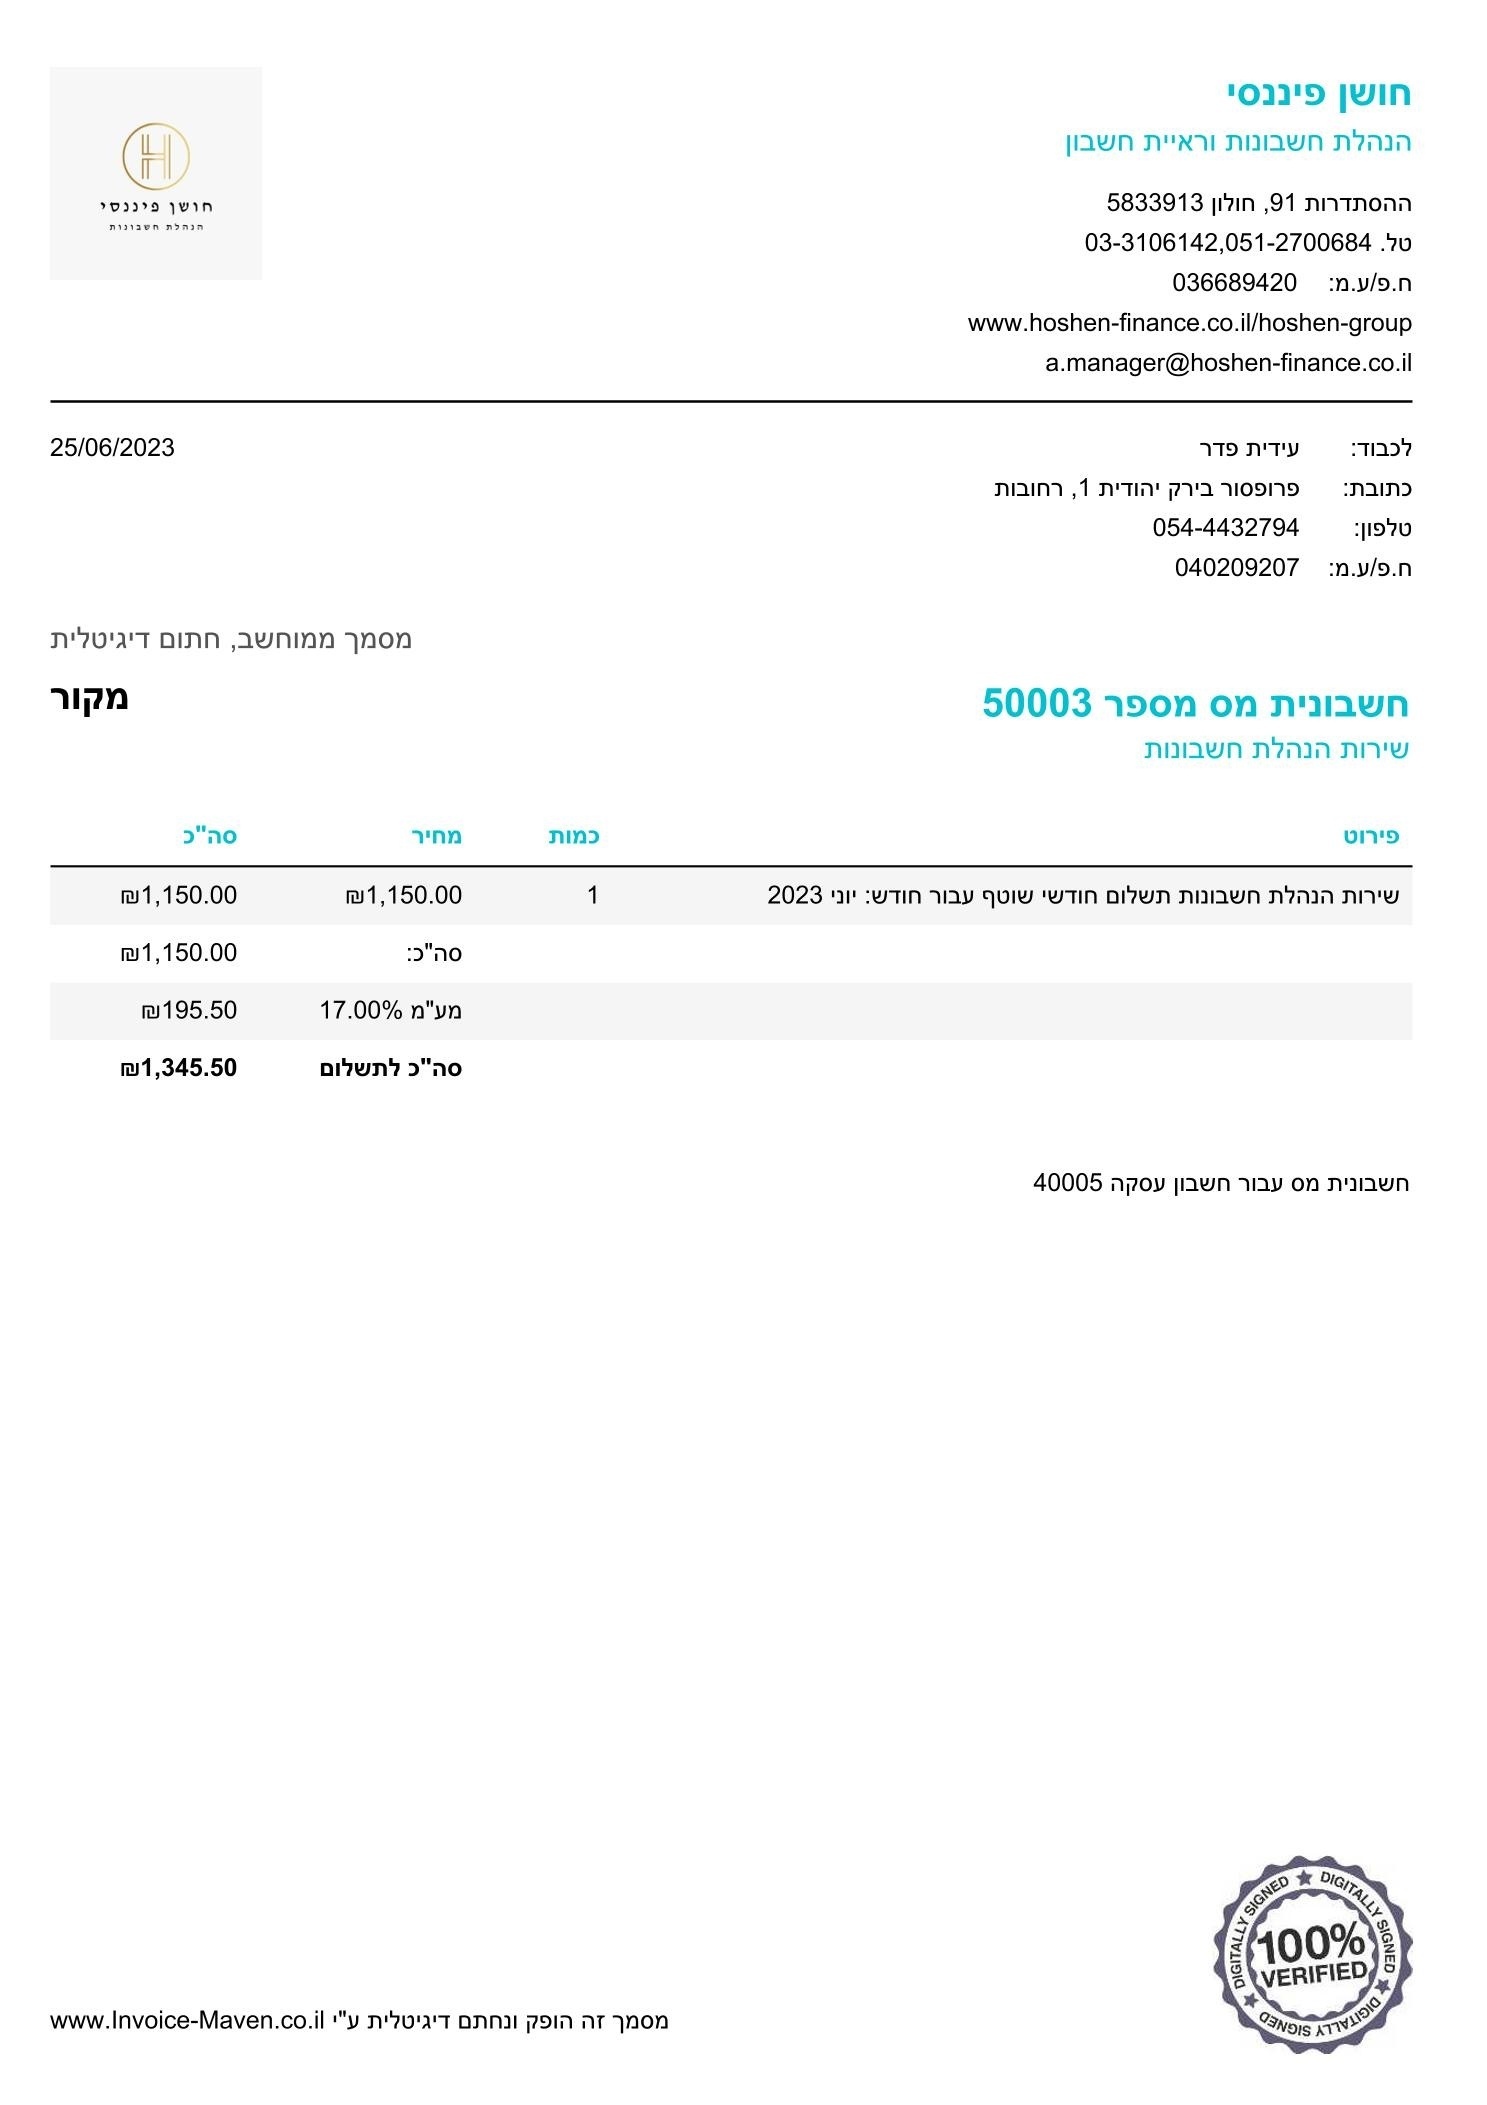 חושן פיננסי
הנהלת חשבונות וראיית חשבון
ההסתדרות 91, חולון 5833913
טל. 03-3106142,051-2700684
ח.פ/ע.מ: 036689420
www.hoshen-finance.co.il/hoshen-group
a.manager@hoshen-finance.co.il
חושן פיננסי
הנהלת חשבונות
לכבוד: עידית פדר
25/06/2023
כתובת: פרופסור בירק יהודית 1, רחובות
טלפון: 054-4432794
ח.פ/ע.מ: 040209207
מסמך ממוחשב, חתום דיגיטלית
חשבונית מס מספר 50003
מקור
שירות הנהלת חשבונות
פירוט כמות מחיר סה"כ
שירות הנהלת חשבונות תשלום חודשי שוטף עבור חודש: יוני 2023 1 ₪1,150.00 ₪1,150.00
סה"כ: ₪1,150.00
מע"מ 17.00% ₪195.50
סה"כ לתשלום ₪1,345.50
חשבונית מס עבור חשבון עסקה 40005
DIGITALLY SIGNED ★ DIGITALLY SIGNED ★ DIGITALLY SIGNED ★
100%
VERIFIED
מסמך זה הופק ונחתם דיגיטלית ע"י www.Invoice-Maven.co.il